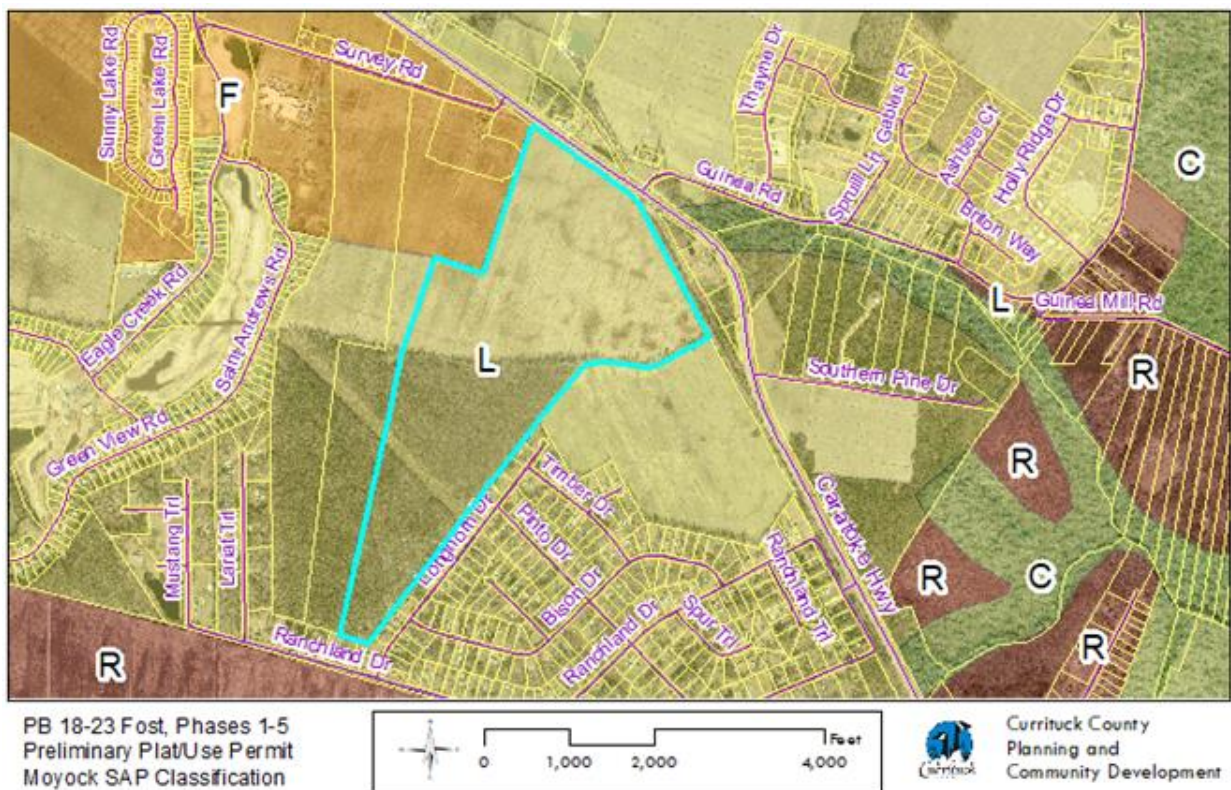 Sunny Lake Rd
Green Lake Rd
F
Survey Rd
Thayne Dr
Gables Pl
Ashbee Ct
Holly Ridge Dr
C
Guinea Rd
Spruill Ln
Briton Way
L
Guinea Mill Rd
Eagle Creek Rd
Saint Andrews Rd
L
Southern Pine Dr
R
Green View Rd
R
Mustang Trl
Lariat Trl
Longhorn Dr
Timber Dr
Pinto Dr
Bison Dr
Caratoke Hwy
Ranchland Trl
R
C
Ranchland Dr
Ranchland Dr
Spur Trl
R
R
PB 18-23 Fost, Phases 1-5
Preliminary Plat/Use Permit
Moyock SAP Classification
Feet
0 1,000 2,000 4,000
Currituck
Currituck County
Planning and
Community Development